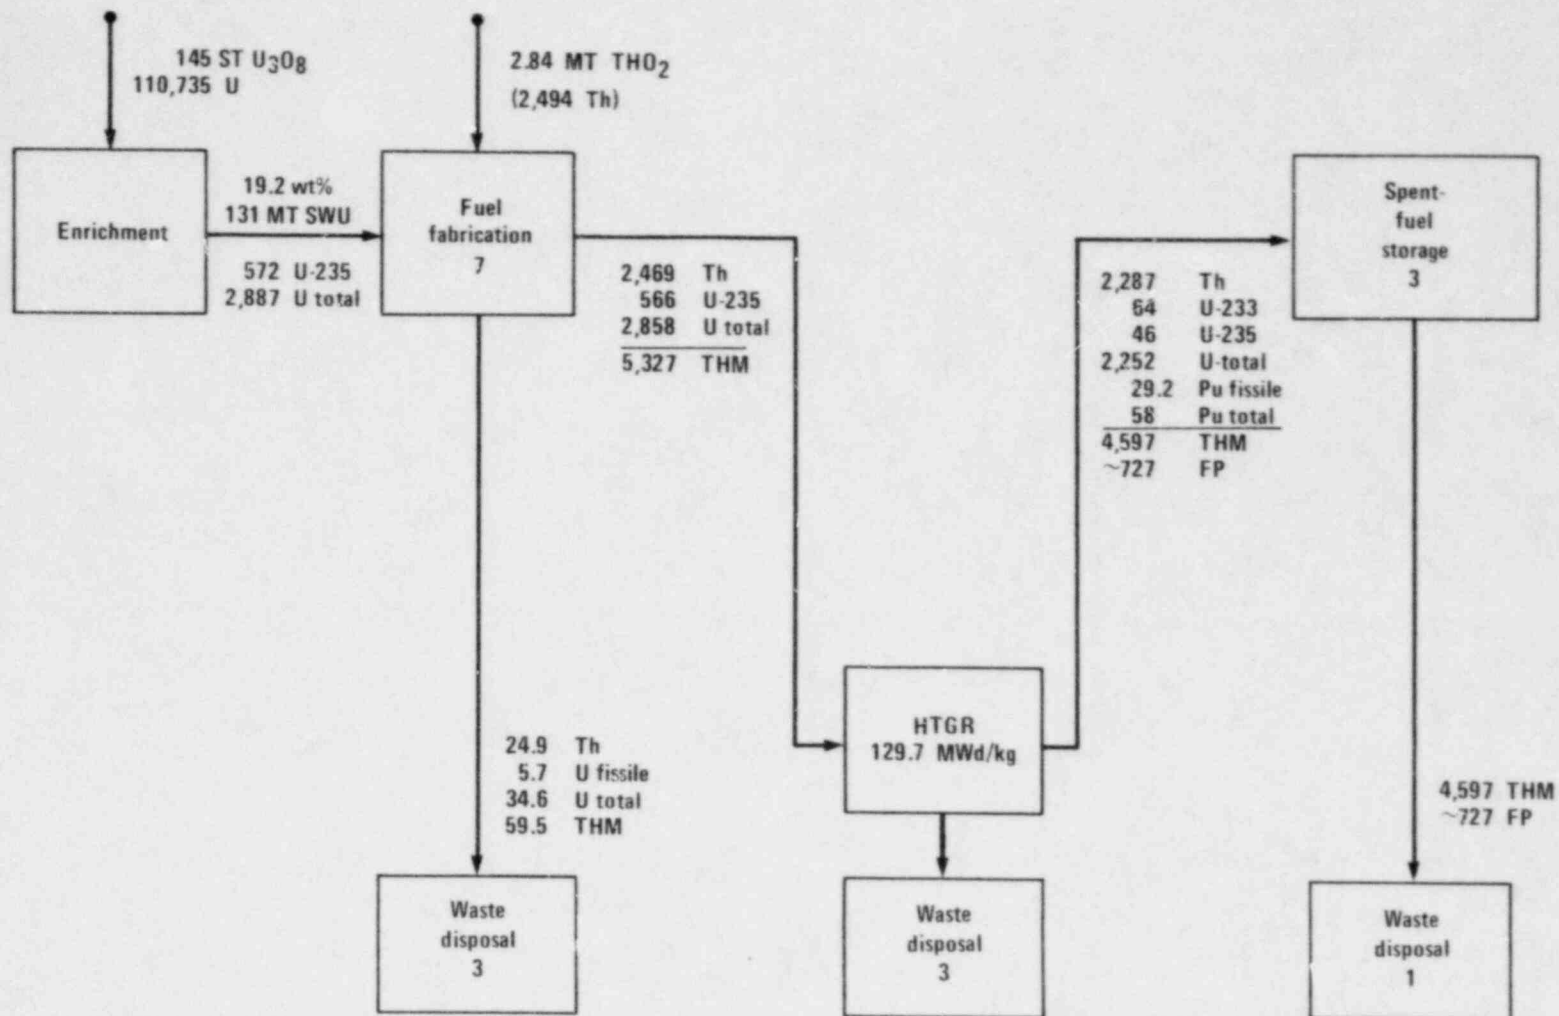 145 ST U3O8
110,735 U
2.84 MT THO2
(2,494 Th)
Enrichment
19.2 wt%
131 MT SWU
572 U-235
2,887 U total
Fuel
fabrication
7
2,469 Th
566 U-235
2,858 U total
5,327 THM
2,287 Th
64 U-233
46 U-235
2,252 U-total
29.2 Pu fissile
58 Pu total
4,597 THM
~727 FP
Spent-
fuel
storage
3
24.9 Th
5.7 U fissile
34.6 U total
59.5 THM
HTGR
129.7 MWd/kg
4,597 THM
~727 FP
Waste
disposal
3
Waste
disposal
3
Waste
disposal
1